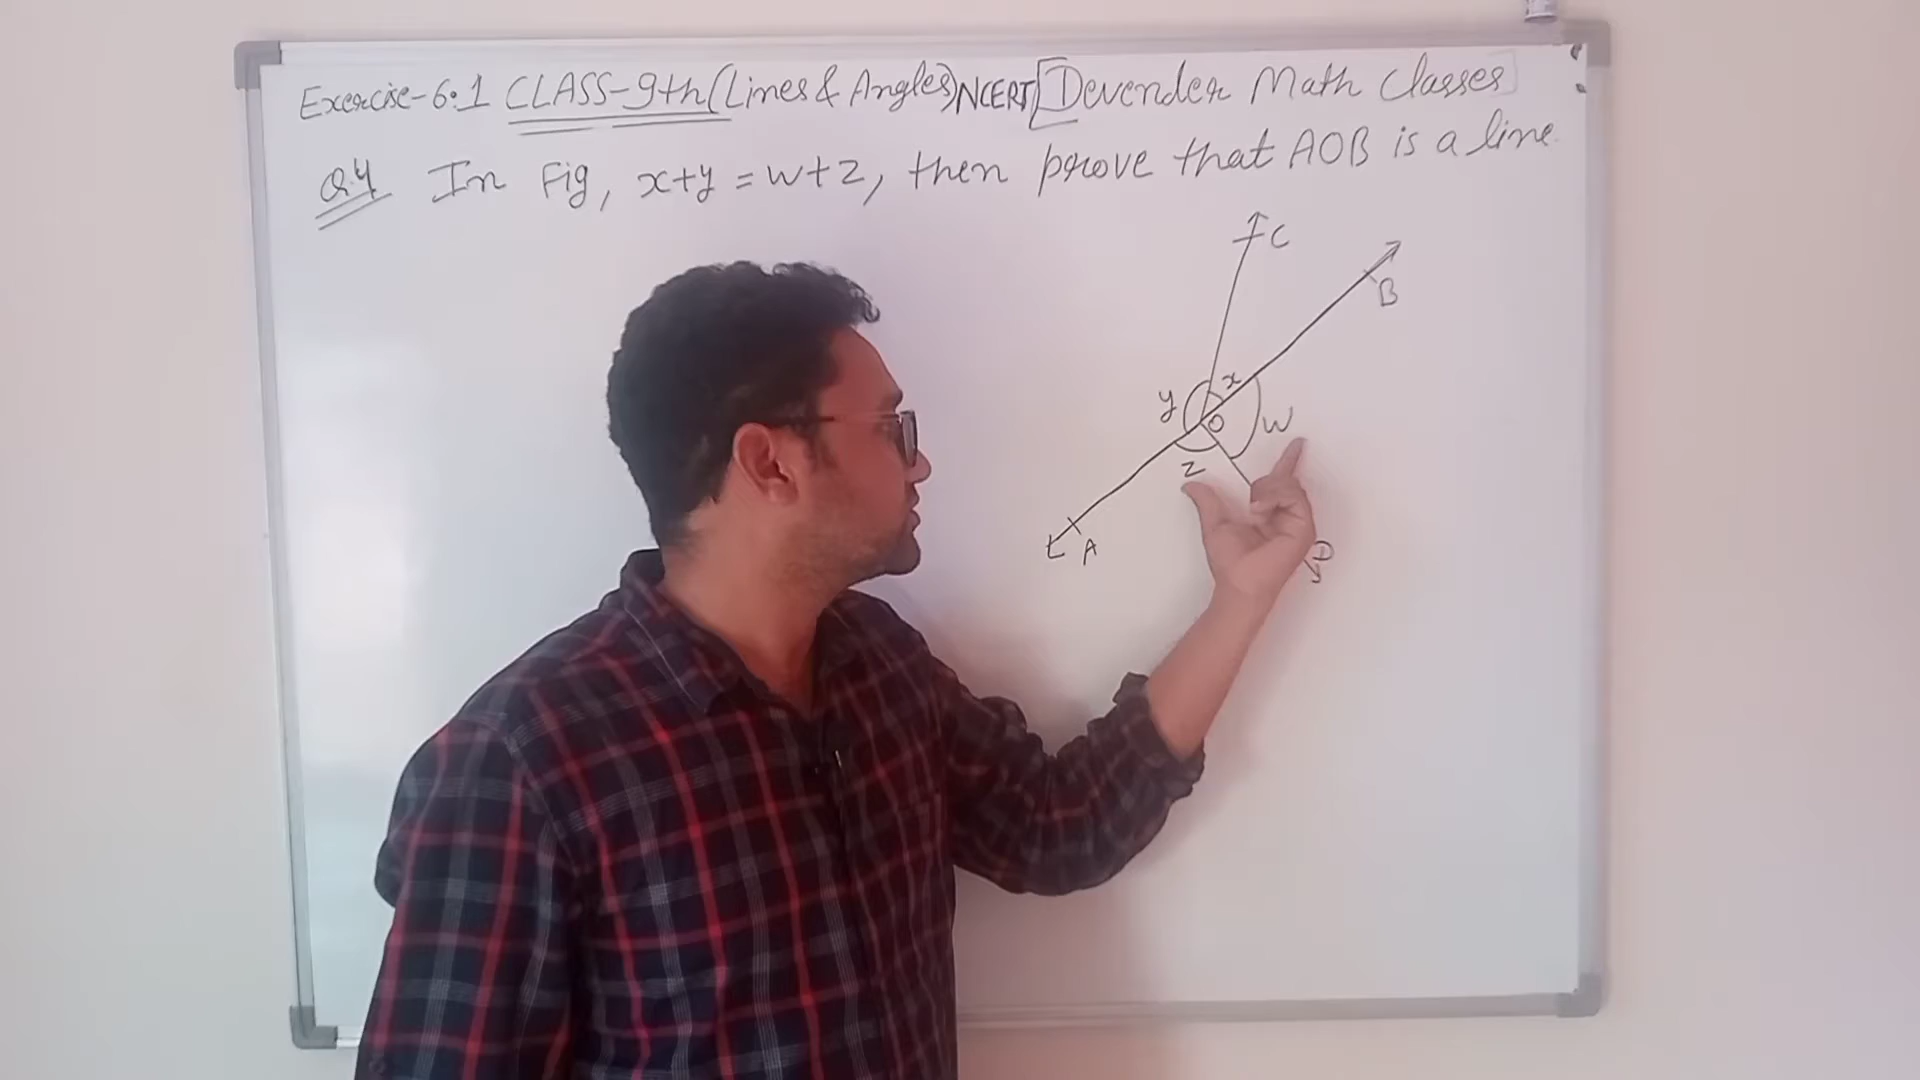 Exercise-6.1 CLASS-9th (Lines & Angles) NCERT [Devender Math Classes]
Q.4 In Fig, x+y = w+z, then prove that AOB is a line.
C
B
x
y
O
W
z
A
D